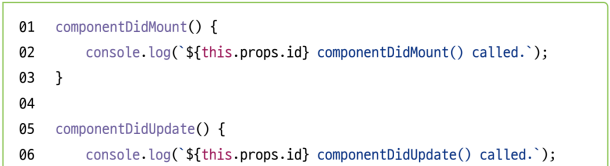 01 componentDidMount() {
02     console.log(`${this.props.id} componentDidMount() called.`);
03 }
04
05 componentDidUpdate() {
06     console.log(`${this.props.id} componentDidUpdate() called.`);